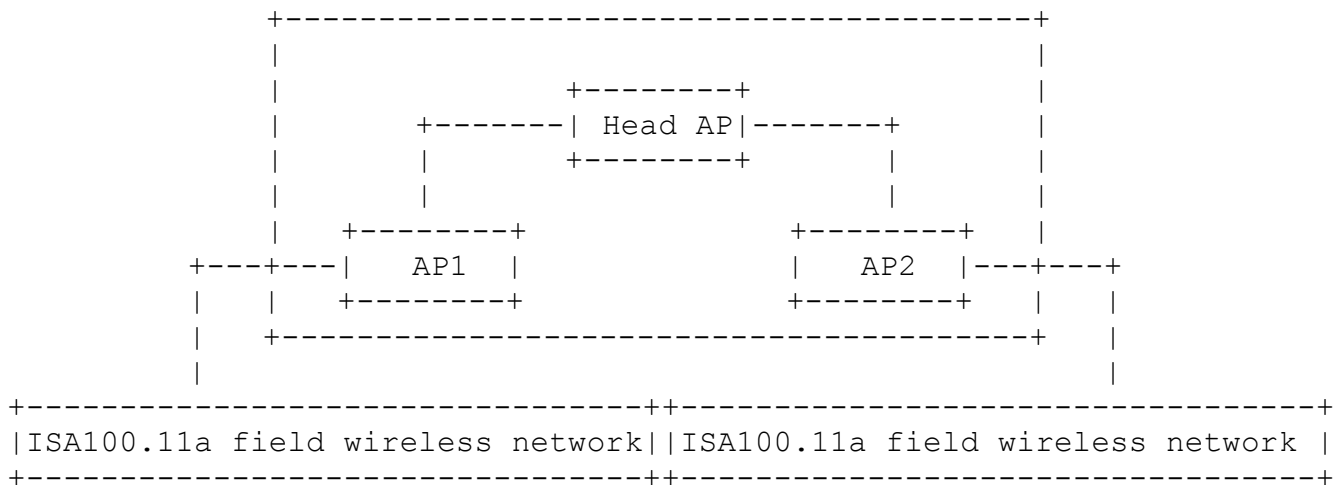 Head AP
AP1 AP2
ISA100.11a field wireless network ISA100.11a field wireless network